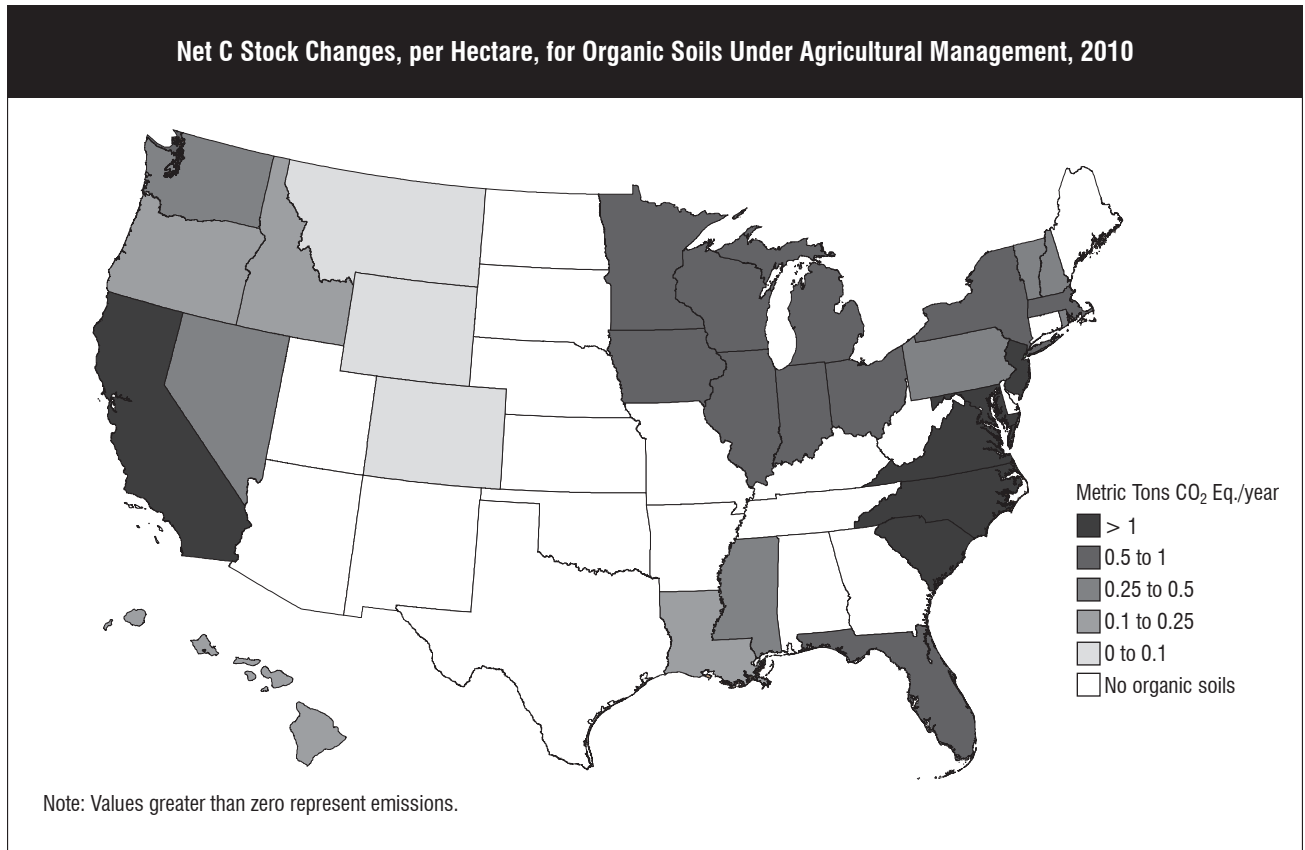 Net C Stock Changes, per Hectare, for Organic Soils Under Agricultural Management, 2010
Metric Tons CO₂ Eq./year
> 1
0.5 to 1
0.25 to 0.5
0.1 to 0.25
0 to 0.1
No organic soils
Note: Values greater than zero represent emissions.